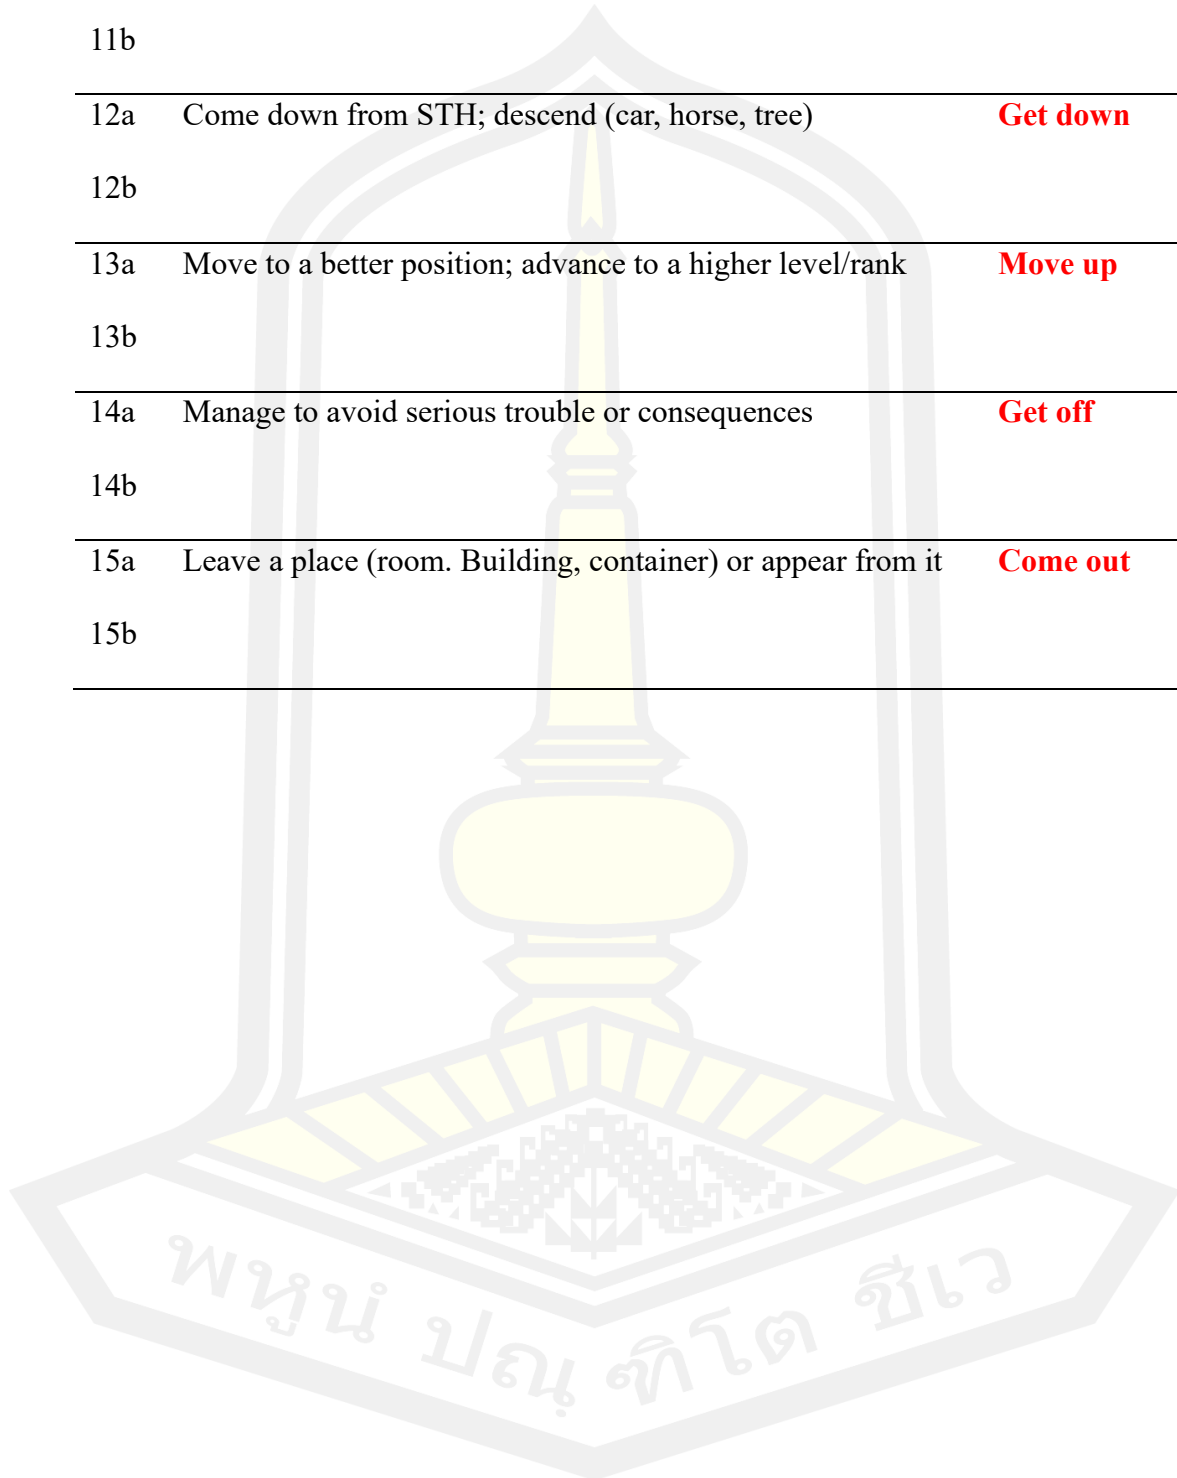 11b
12a Come down from STH; descend (car, horse, tree) Get down
12b
13a Move to a better position; advance to a higher level/rank Move up
13b
14a Manage to avoid serious trouble or consequences Get off
14b
15a Leave a place (room. Building, container) or appear from it Come out
15b
พหูนํ ปณฺฑิโต ชีเว